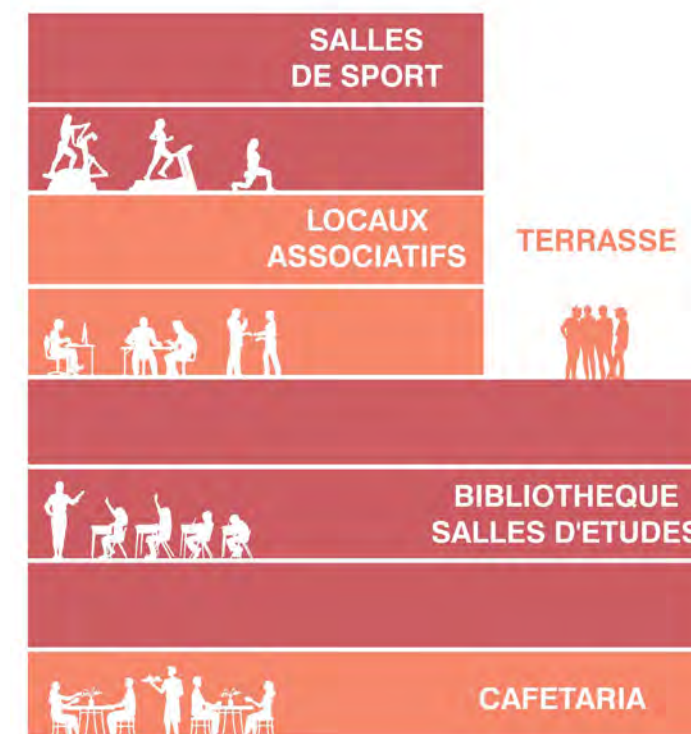 SALLES
DE SPORT
LOCAUX
ASSOCIATIFS
TERRASSE
BIBLIOTHEQUE
SALLES D'ETUDES
CAFETARIA